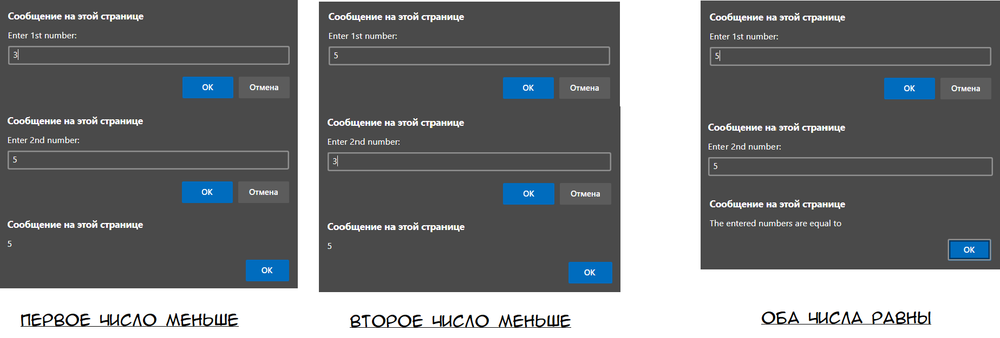 Сообщение на этой странице
Enter 1st number:
3
OK Отмена
Сообщение на этой странице
Enter 2nd number:
5
OK Отмена
Сообщение на этой странице
5
OK
ПЕРВОЕ ЧИСЛО МЕНЬШЕ
Сообщение на этой странице
Enter 1st number:
5
OK Отмена
Сообщение на этой странице
Enter 2nd number:
3
OK Отмена
Сообщение на этой странице
5
OK
ВТОРОЕ ЧИСЛО МЕНЬШЕ
Сообщение на этой странице
Enter 1st number:
5
OK Отмена
Сообщение на этой странице
Enter 2nd number:
5
Сообщение на этой странице
The entered numbers are equal to
OK
ОБА ЧИСЛА РАВНЫ